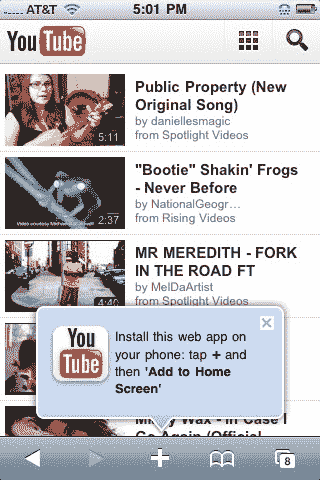 AT&T 5:01 PM
YouTube
Public Property (New
Original Song)
by daniellesmagic
from Spotlight Videos
5:11
"Bootie" Shakin' Frogs
- Never Before
by NationalGeogr...
from Rising Videos
2:37
MR MEREDITH - FORK
IN THE ROAD FT
by MelDaArtist
from Spotlight Videos
4:40
You
Tube
Install this web app on
your phone: tap + and
then 'Add to Home
Screen'
Wax - In Case I
Go Again (Official
8